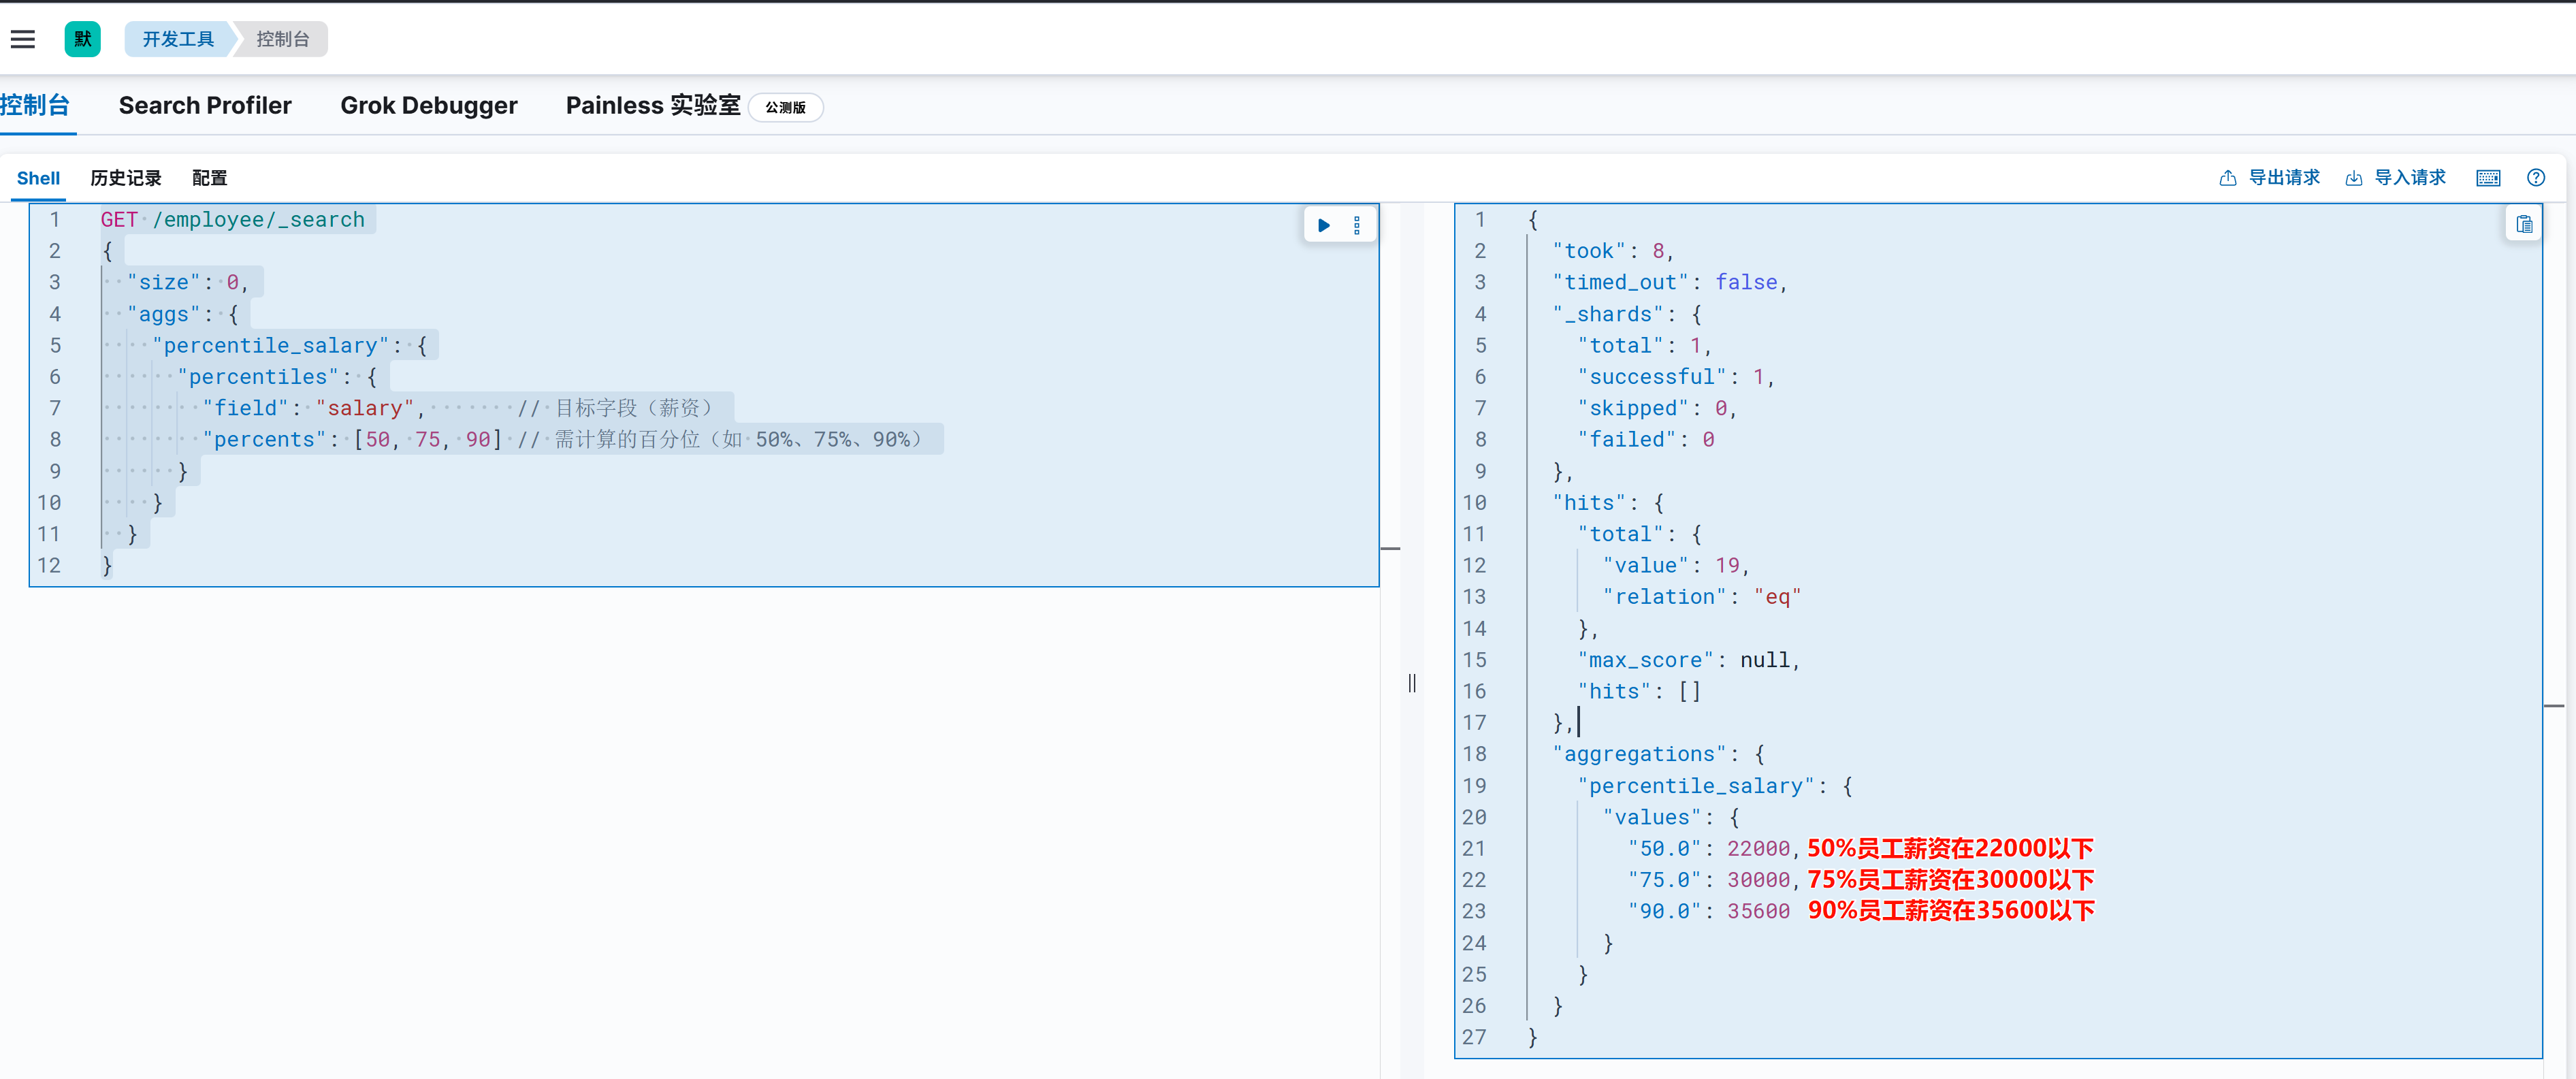 默 开发工具 控制台
控制台 Search Profiler Grok Debugger Painless 实验室 公测版
Shell 历史记录 配置 导出请求 导入请求
1 GET /employee/_search
2 {
3 "size": 0,
4 "aggs": {
5 "percentile_salary": {
6 "percentiles": {
7 "field": "salary", // 目标字段（薪资）
8 "percents": [50, 75, 90] // 需计算的百分位（如 50%、75%、90%）
9 }
10 }
11 }
12 }
1 {
2 "took": 8,
3 "timed_out": false,
4 "_shards": {
5 "total": 1,
6 "successful": 1,
7 "skipped": 0,
8 "failed": 0
9 },
10 "hits": {
11 "total": {
12 "value": 19,
13 "relation": "eq"
14 },
15 "max_score": null,
16 "hits": []
17 },
18 "aggregations": {
19 "percentile_salary": {
20 "values": {
21 "50.0": 22000, 50%员工薪资在22000以下
22 "75.0": 30000, 75%员工薪资在30000以下
23 "90.0": 35600 90%员工薪资在35600以下
24 }
25 }
26 }
27 }